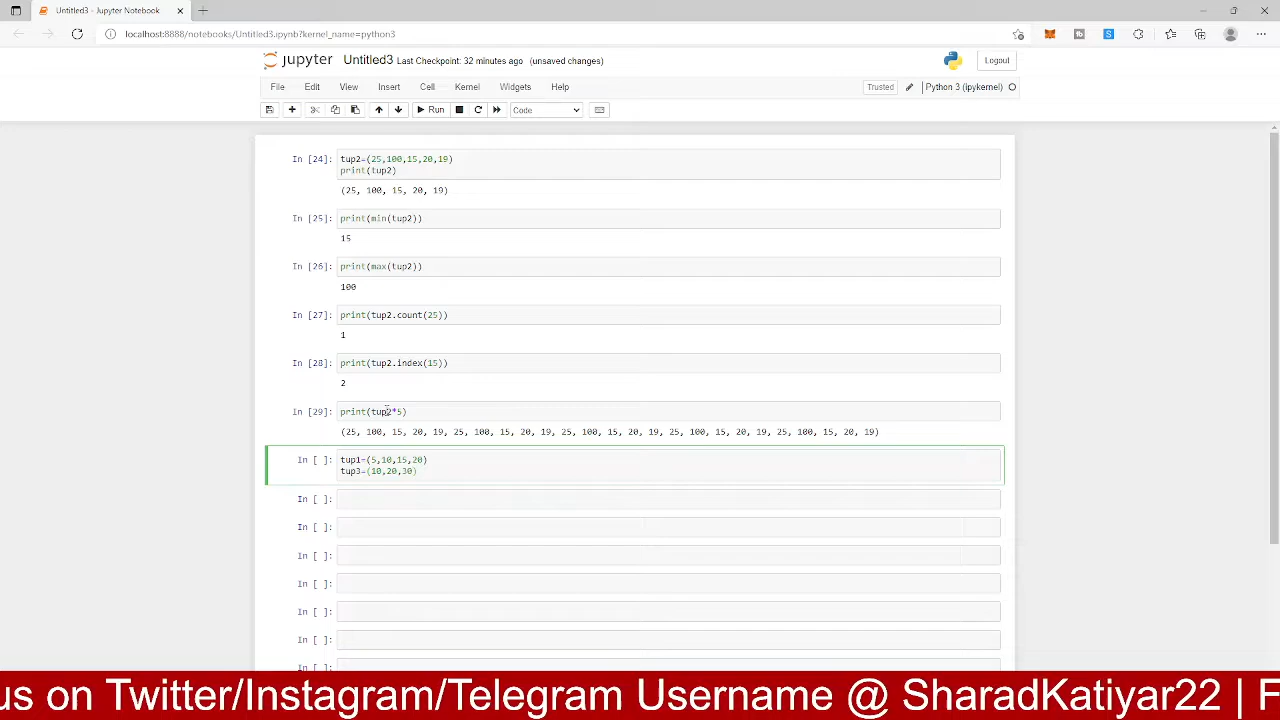 Untitled3 - Jupyter Notebook
localhost:8888/notebooks/Untitled3.ipynb?kernel_name=python3
jupyter Untitled3 Last Checkpoint: 32 minutes ago (unsaved changes)
Logout
File Edit View Insert Cell Kernel Widgets Help
Trusted
Python 3 (ipykernel)
Run
Code
In [24]: tup2=(25,100,15,20,19)
print(tup2)
(25, 100, 15, 20, 19)
In [25]: print(min(tup2))
15
In [26]: print(max(tup2))
100
In [27]: print(tup2.count(25))
1
In [28]: print(tup2.index(15))
2
In [29]: print(tup2*5)
(25, 100, 15, 20, 19, 25, 100, 15, 20, 19, 25, 100, 15, 20, 19, 25, 100, 15, 20, 19, 25, 100, 15, 20, 19)
In [ ]: tup1=(5,10,15,20)
tup3=(10,20,30)
In [ ]:
In [ ]:
In [ ]:
In [ ]:
In [ ]:
In [ ]:
In [ ]:
us on Twitter/Instagram/Telegram Username @ SharadKatiyar22 | F